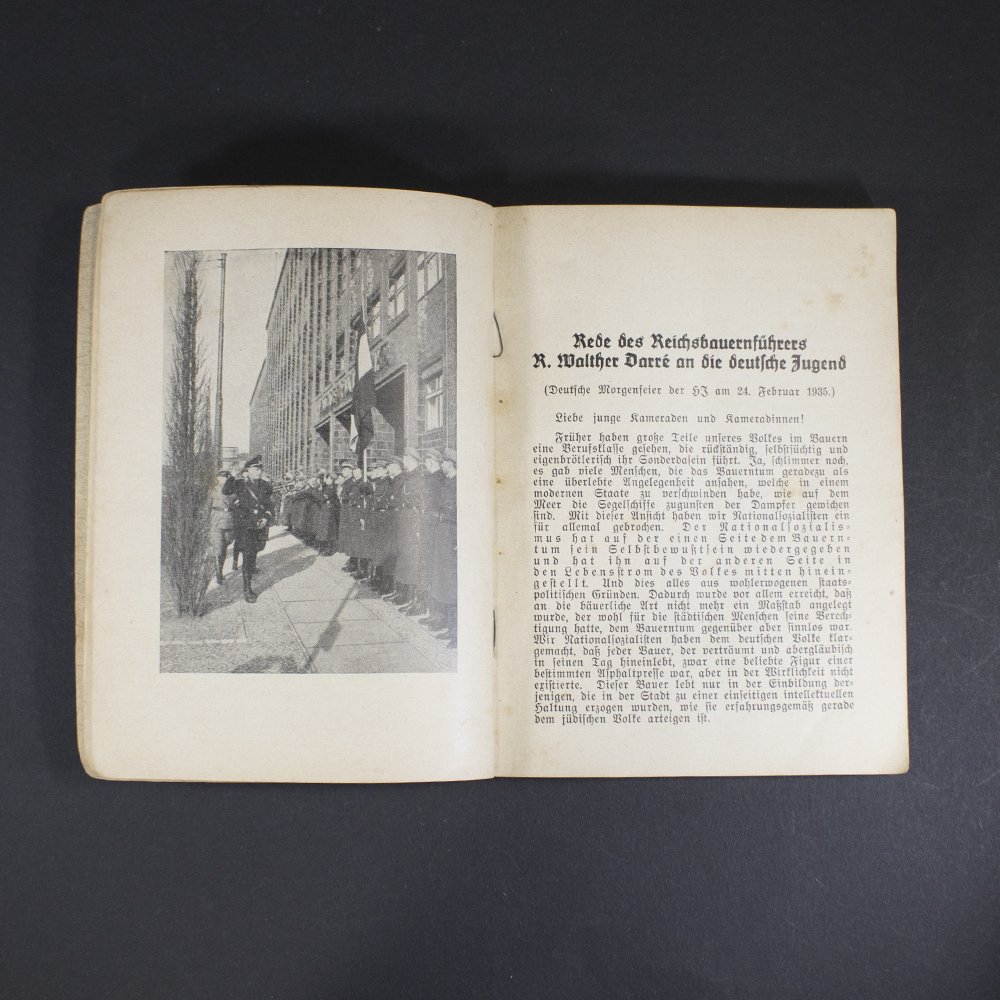 Rede des Reichsbauernführers
R. Walther Darré an die deutsche Jugend
(Deutsche Morgenfeier der HJ am 24. Februar 1935.)
Liebe junge Kameraden und Kameradinnen!
Früher haben große Teile unseres Volkes im Bauern
eine Berufsklasse gesehen, die rückständig, selbstsüchtig und
eigenbrötlerisch ihr Sonderdasein führt. Ja, schlimmer noch,
es gab viele Menschen, die das Bauerntum geradezu als
eine überlebte Angelegenheit ansahen, welche in einem
modernen Staate zu verschwinden habe, wie auf dem
Meer die Segelschiffe zugunsten der Dampfer gewichen
sind. Mit dieser Ansicht haben wir Nationalsozialisten ein
für allemal gebrochen. Der Nationalsozialis-
mus hat auf der einen Seite dem Bauern-
tum sein Selbstbewußtsein wiedergegeben
und hat ihn auf der anderen Seite in
den Lebensstrom des Volkes mitten hinein-
gestellt. Und dies alles aus wohlerwogenen staats-
politischen Gründen. Dadurch wurde vor allem erreicht, daß
an die bäuerliche Art nicht mehr ein Maßstab angelegt
wurde, der wohl für die städtischen Menschen seine Berech-
tigung hatte, dem Bauerntum gegenüber aber sinnlos war.
Wir Nationalsozialisten haben dem deutschen Volke klar-
gemacht, daß jeder Bauer, der verträumt und abergläubisch
in seinen Tag hineinlebt, zwar eine beliebte Figur einer
bestimmten Asphaltpresse war, aber in der Wirklichkeit nicht
existierte. Dieser Bauer lebt nur in der Einbildung der-
jenigen, die in der Stadt zu einer einseitigen intellektuellen
Haltung erzogen wurden, wie sie erfahrungsgemäß gerade
dem jüdischen Volke arteigen ist.